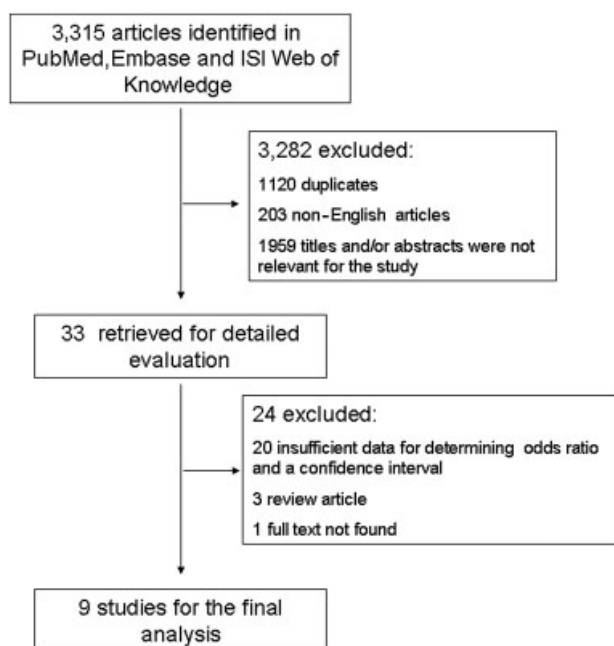 3,315 articles identified in
PubMed,Embase and ISI Web of
Knowledge
3,282 excluded:
1120 duplicates
203 non-English articles
1959 titles and/or abstracts were not
relevant for the study
33 retrieved for detailed
evaluation
24 excluded:
20 insufficient data for determining odds ratio
and a confidence interval
3 review article
1 full text not found
9 studies for the final
analysis